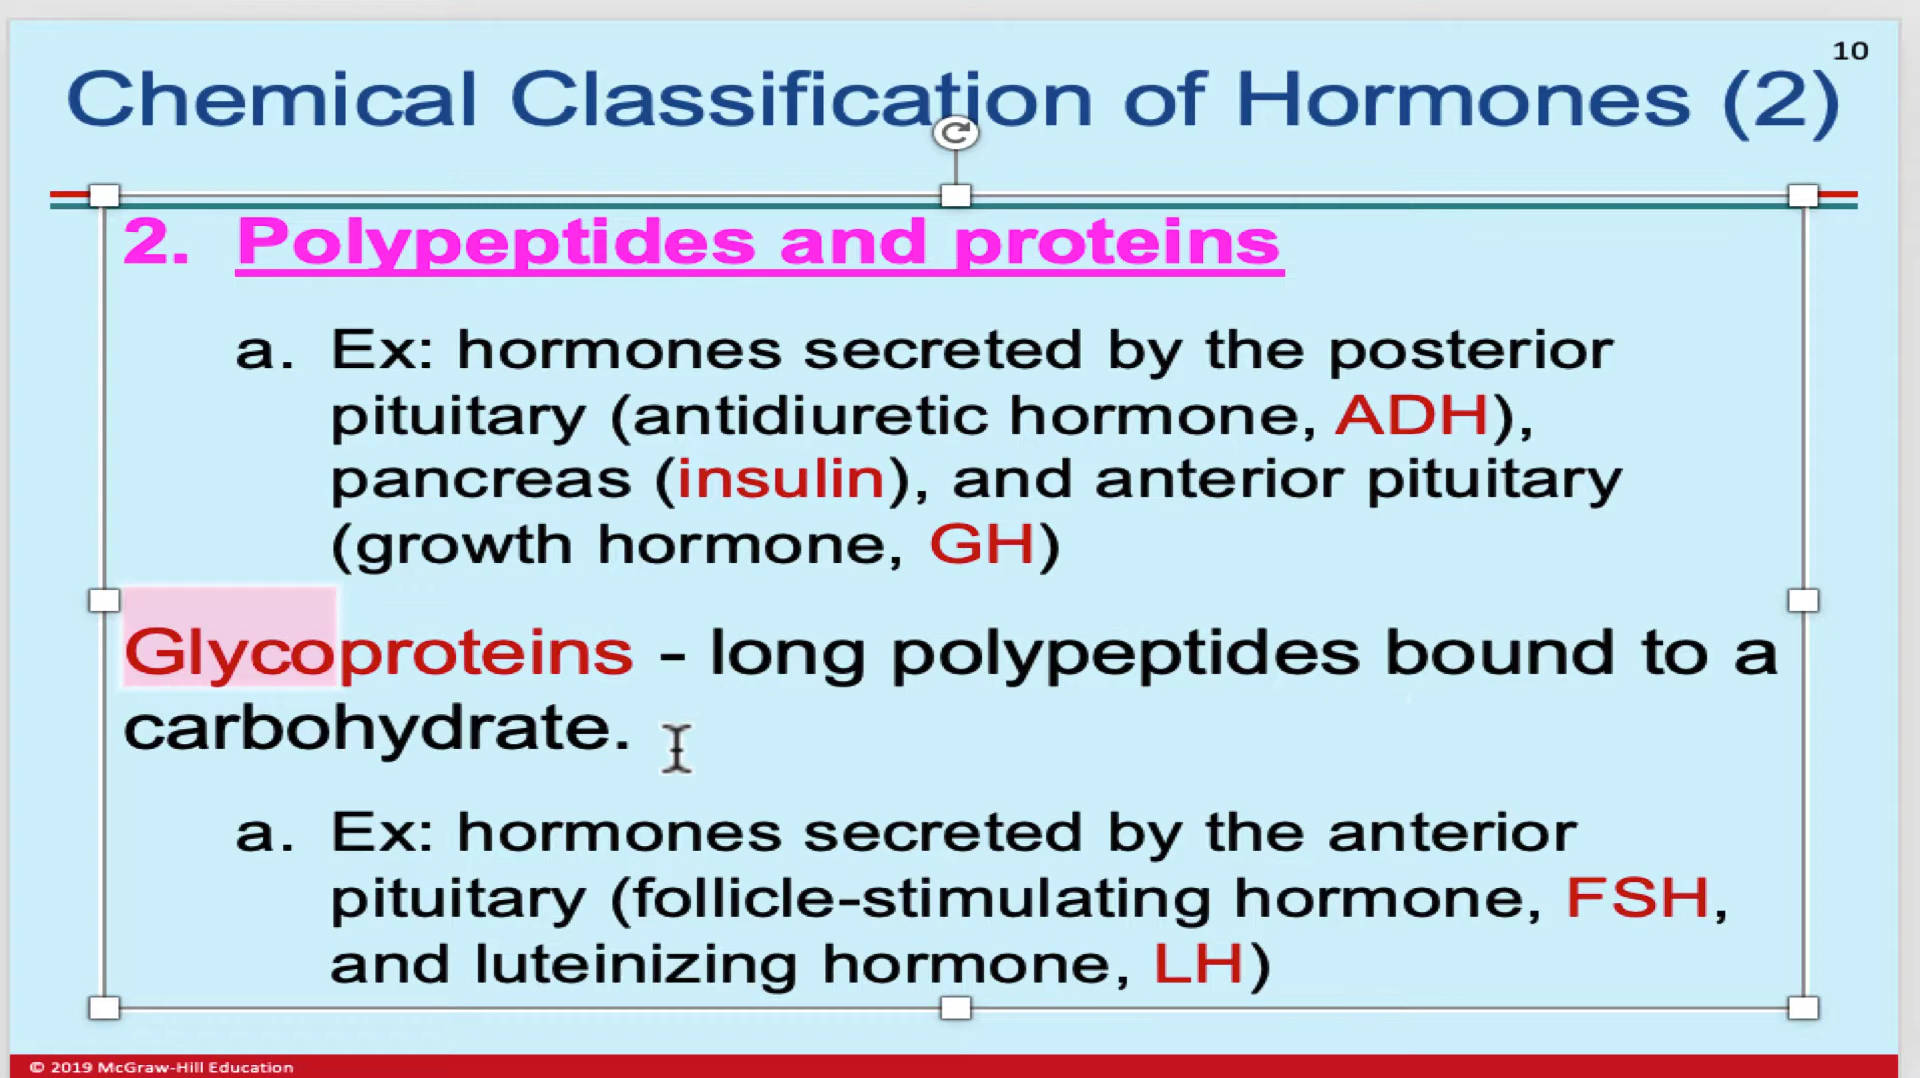 10
Chemical Classification of Hormones (2)
2. Polypeptides and proteins
a. Ex: hormones secreted by the posterior
pituitary (antidiuretic hormone, ADH),
pancreas (insulin), and anterior pituitary
(growth hormone, GH)
Glycoproteins - long polypeptides bound to a
carbohydrate.
a. Ex: hormones secreted by the anterior
pituitary (follicle-stimulating hormone, FSH,
and luteinizing hormone, LH)
© 2019 McGraw-Hill Education